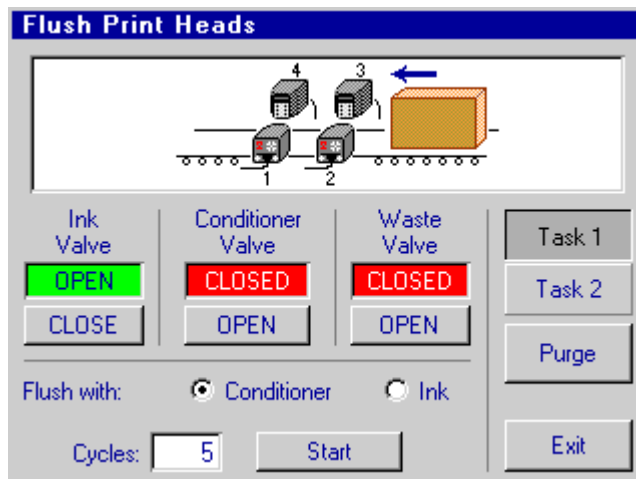 Flush Print Heads
4 3
1 2
Ink Valve
OPEN
CLOSE
Conditioner Valve
CLOSED
OPEN
Waste Valve
CLOSED
OPEN
Task 1
Task 2
Purge
Exit
Flush with: Conditioner Ink
Cycles: 5 Start